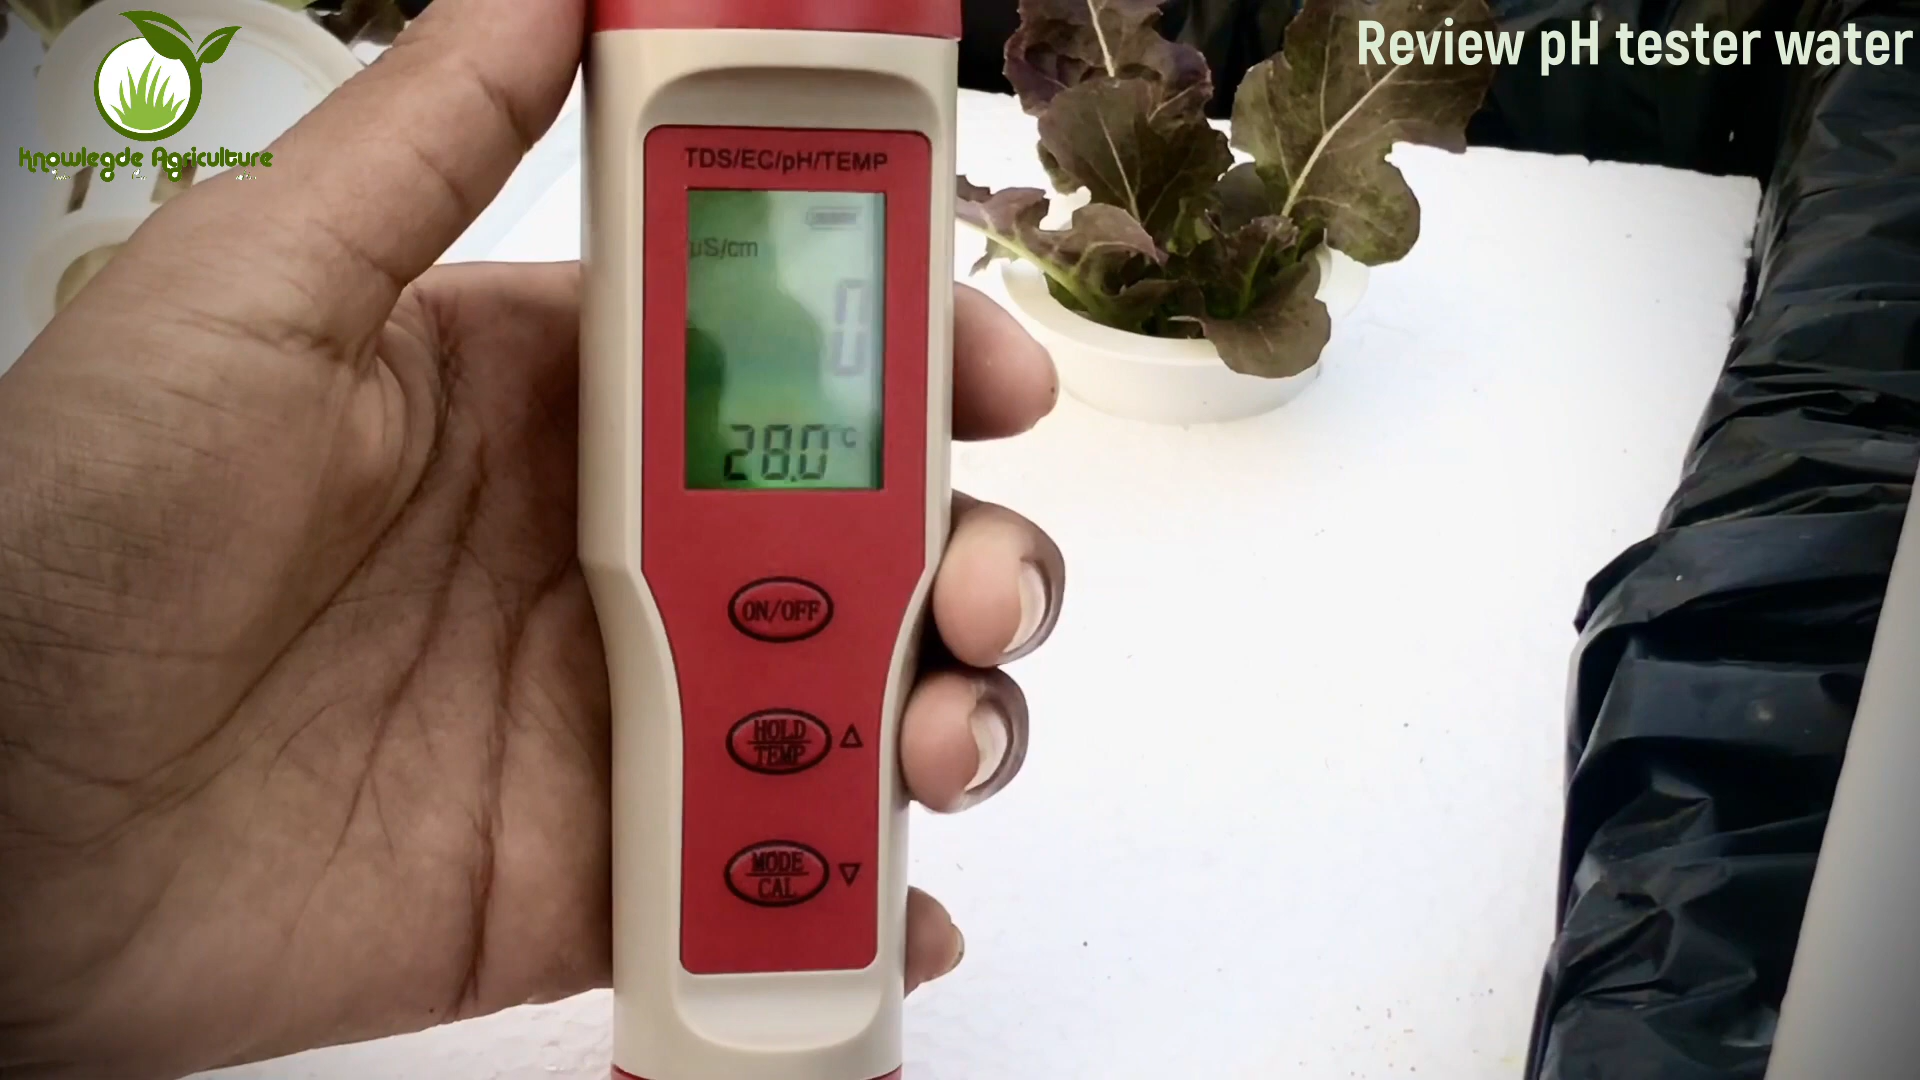 Knowlegde Agriculture
Review pH tester water
TDS/EC/pH/TEMP
µS/cm
0
28.0°C
ON/OFF
HOLD
TEMP
MODE
CAL